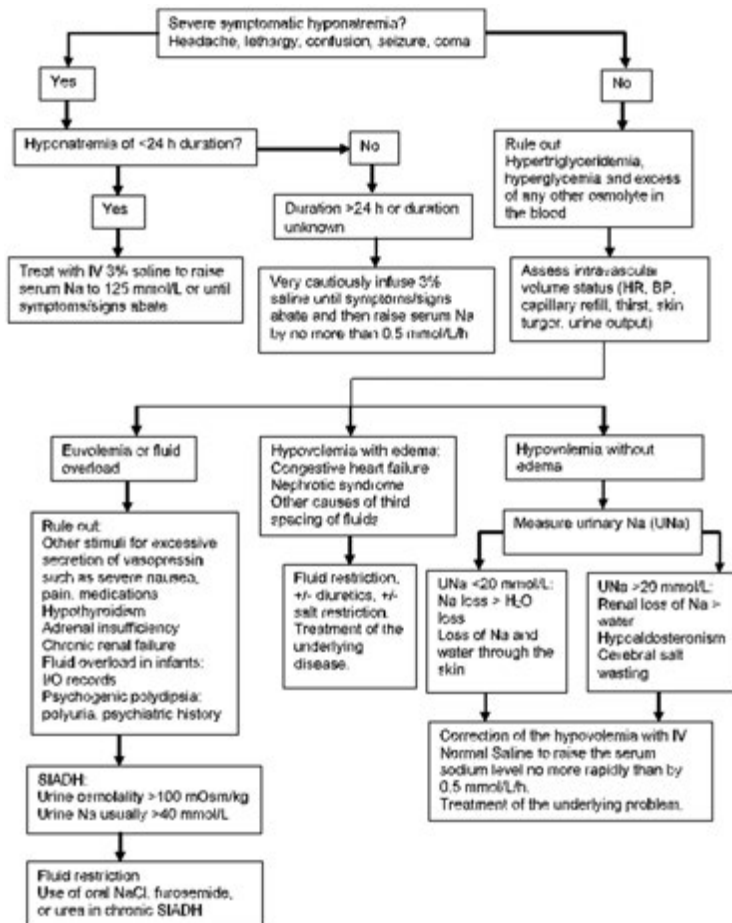 Severe symptomatic hyponatremia?
Headache, lethargy, confusion, seizure, coma
Yes
No
Hyponatremia of <24 h duration?
No
Rule out
Hypertriglyceridemia,
hyperglycemia and excess
of any other osmolyte in
the blood
Yes
Duration >24 h or duration
unknown
Treat with IV 3% saline to raise
serum Na to 125 mmol/L or until
symptoms/signs abate
Very cautiously infuse 3%
saline until symptoms/signs
abate and then raise serum Na
by no more than 0.5 mmol/L/h
Assess intravascular
volume status (HR, BP,
capillary refill, thirst, skin
turgor, urine output)
Euvolemia or fluid
overload
Hypovolemia with edema:
Congestive heart failure
Nephrotic syndrome
Other causes of third
spacing of fluids
Hypovolemia without
edema
Rule out:
Other stimuli for excessive
secretion of vasopressin
such as severe nausea,
pain, medications
Hypothyroidism
Adrenal insufficiency
Chronic renal failure
Fluid overload in infants:
I/O records
Psychogenic polydipsia:
polyuria, psychiatric history
Measure urinary Na (UNa)
Fluid restriction,
+/- diuretics, +/-
salt restriction.
Treatment of the
underlying
disease.
UNa <20 mmol/L:
Na loss > H₂O
loss
Loss of Na and
water through the
skin
UNa >20 mmol/L:
Renal loss of Na >
water
Hypoaldosteronism
Cerebral salt
wasting
Correction of the hypovolemia with IV
Normal Saline to raise the serum
sodium level no more rapidly than by
0.5 mmol/L/h.
Treatment of the underlying problem.
SIADH:
Urine osmolality >100 mOsm/kg
Urine Na usually >40 mmol/L
Fluid restriction
Use of oral NaCl, furosemide,
or urea in chronic SIADH